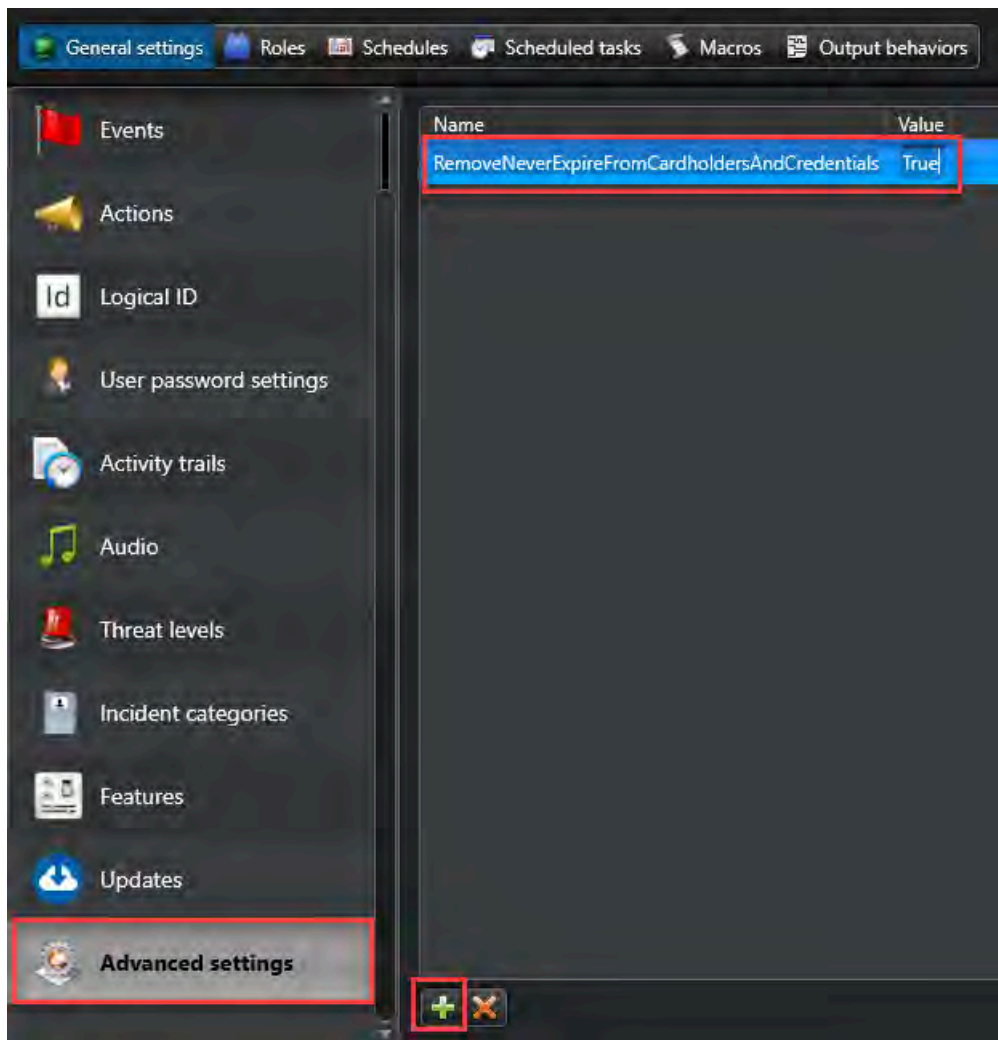 General settings Roles Schedules Scheduled tasks Macros Output behaviors
Events
Actions
Id Logical ID
User password settings
Activity trails
Audio
Threat levels
Incident categories
Features
Updates
Advanced settings
Name Value
RemoveNeverExpireFromCardholdersAndCredentials True